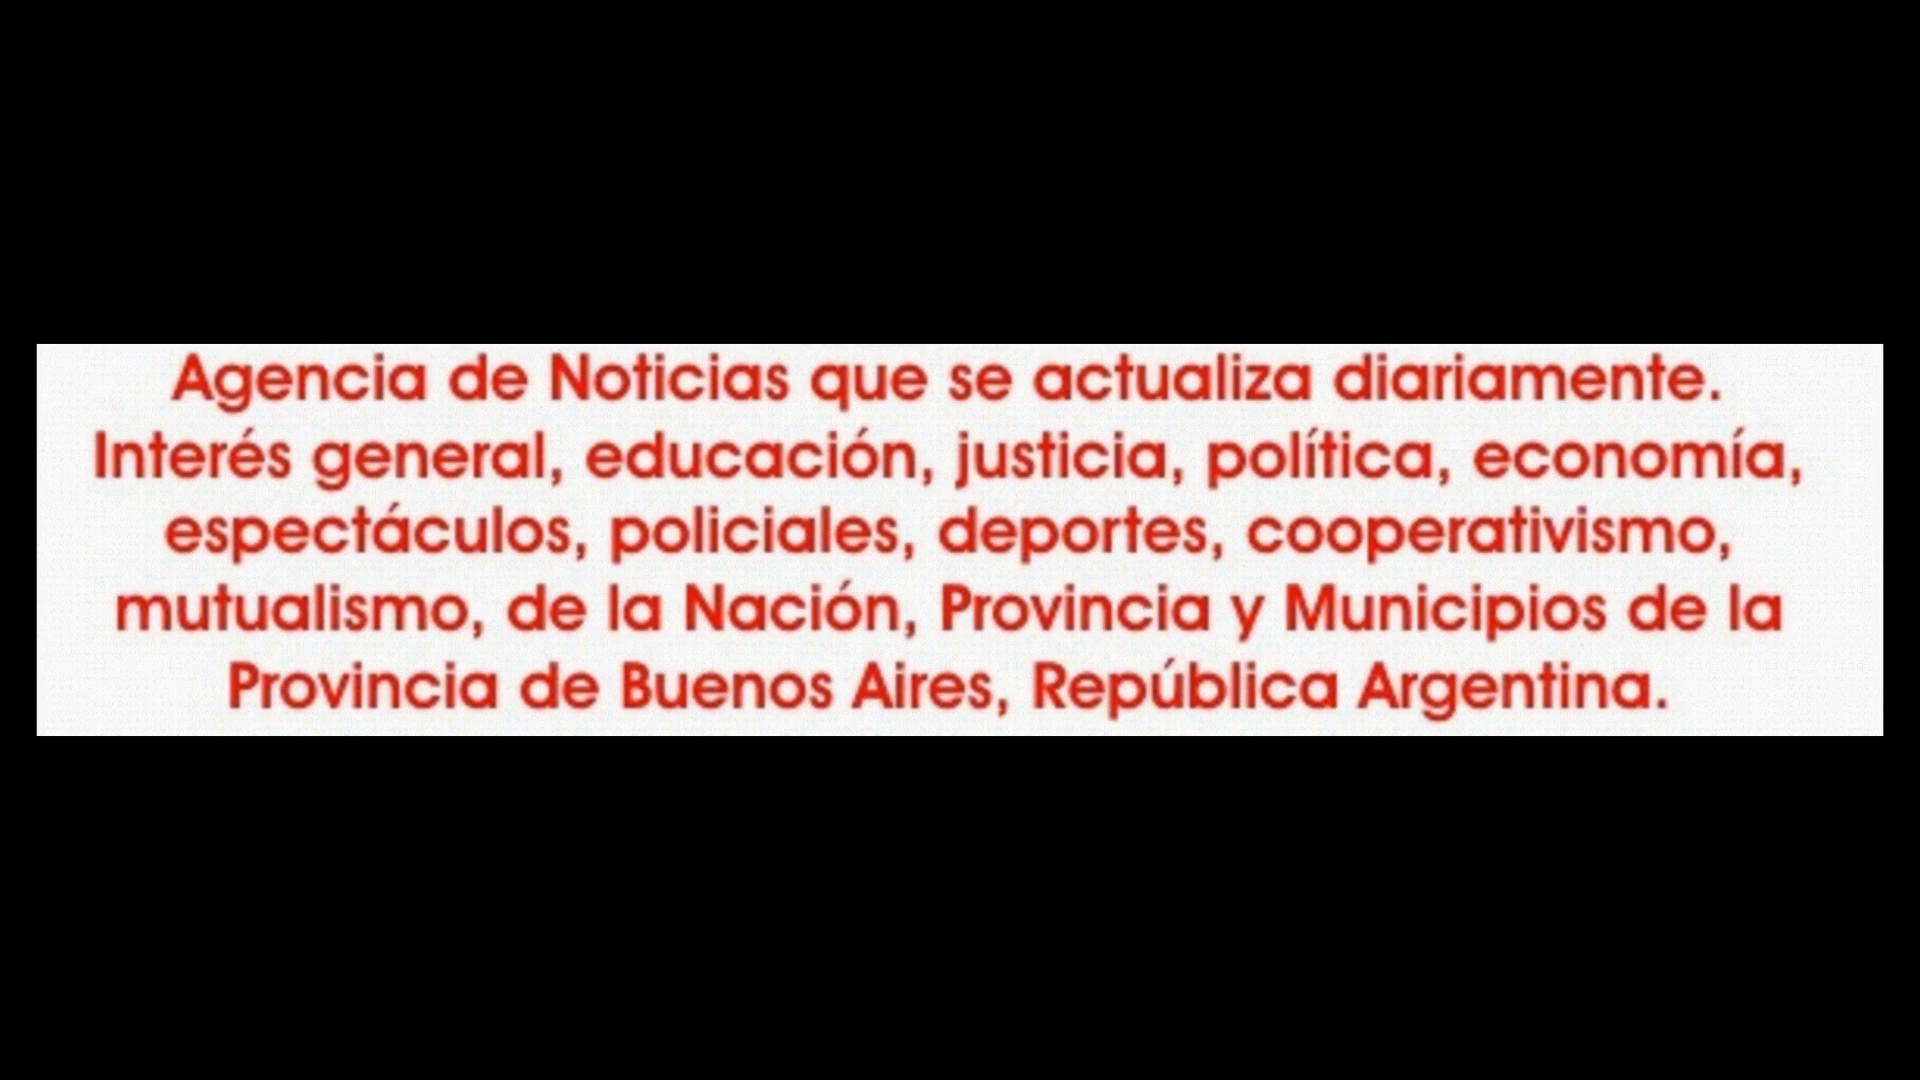 Agencia de Noticias que se actualiza diariamente.
Interés general, educación, justicia, política, economía,
espectáculos, policiales, deportes, cooperativismo,
mutualismo, de la Nación, Provincia y Municipios de la
Provincia de Buenos Aires, República Argentina.